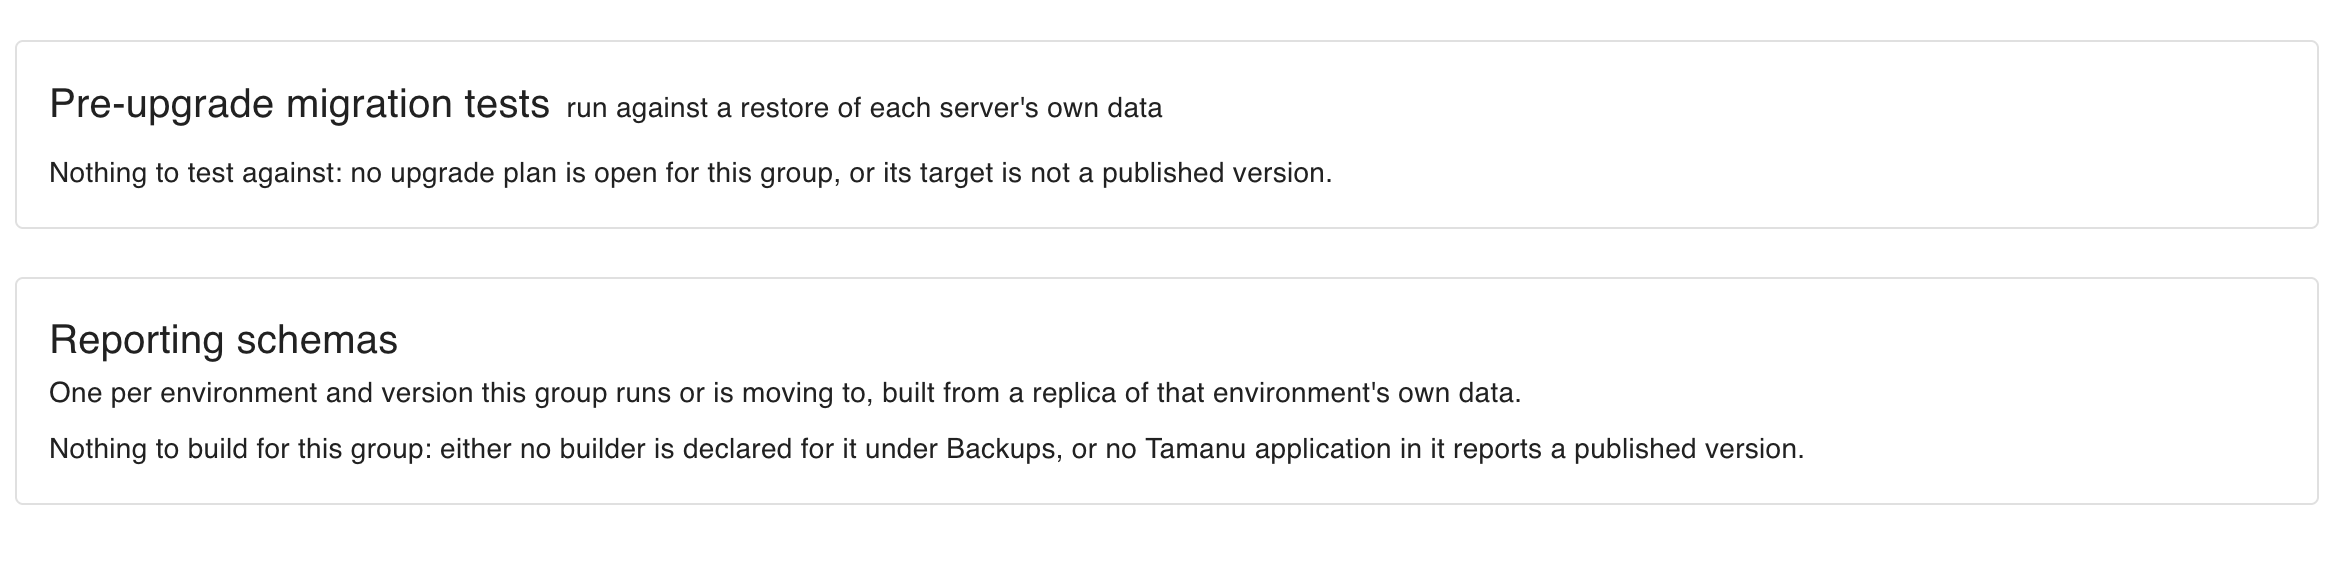 Pre-upgrade migration tests run against a restore of each server's own data
Nothing to test against: no upgrade plan is open for this group, or its target is not a published version.
Reporting schemas
One per environment and version this group runs or is moving to, built from a replica of that environment's own data.
Nothing to build for this group: either no builder is declared for it under Backups, or no Tamanu application in it reports a published version.